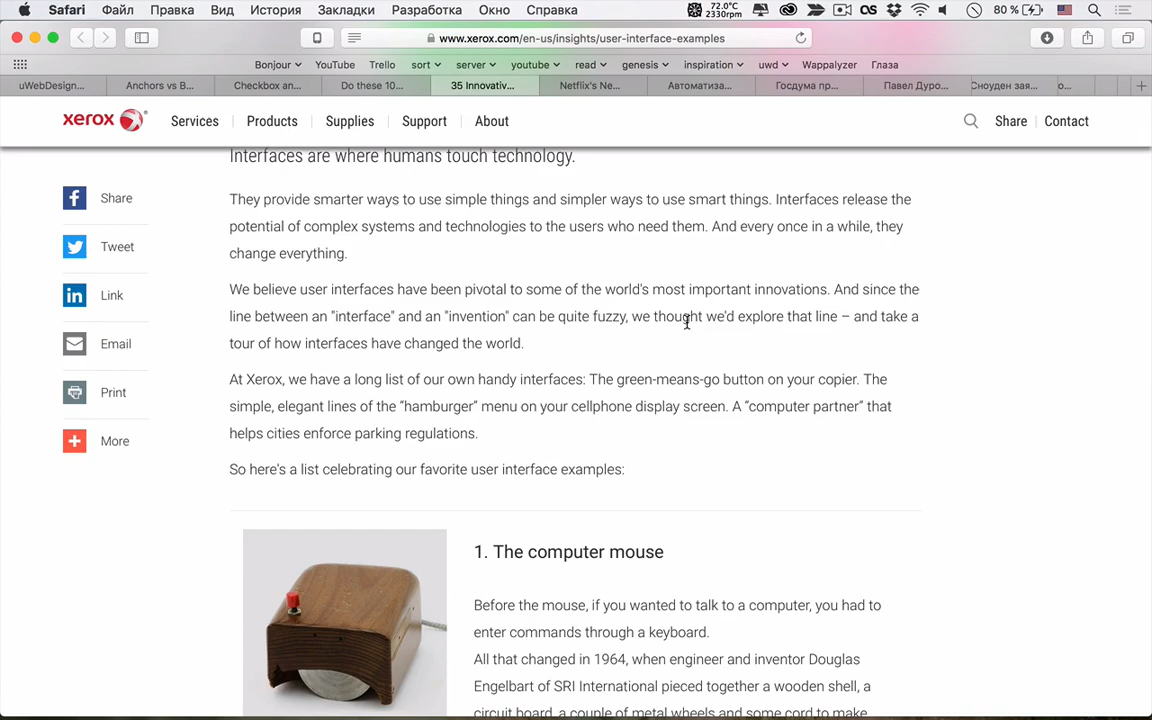 Safari Файл Правка Вид История Закладки Разработка Окно Справка 72.0°C 2330rpm 80 %
www.xerox.com/en-us/insights/user-interface-examples
Bonjour YouTube Trello sort server youtube read genesis inspiration uwd Wappalyzer Глаза
uWebDesign... Anchors vs B... Checkbox an... Do these 10... 35 Innovativ... Netflix's Ne... Автоматиза... Госдума пр... Павел Дуро... Сноуден зая... о...
xerox Services Products Supplies Support About Share Contact
Interfaces are where humans touch technology.
Share
Tweet
Link
Email
Print
More
They provide smarter ways to use simple things and simpler ways to use smart things. Interfaces release the
potential of complex systems and technologies to the users who need them. And every once in a while, they
change everything.
We believe user interfaces have been pivotal to some of the world's most important innovations. And since the
line between an "interface" and an "invention" can be quite fuzzy, we thought we'd explore that line – and take a
tour of how interfaces have changed the world.
At Xerox, we have a long list of our own handy interfaces: The green-means-go button on your copier. The
simple, elegant lines of the “hamburger” menu on your cellphone display screen. A “computer partner” that
helps cities enforce parking regulations.
So here's a list celebrating our favorite user interface examples:
1. The computer mouse
Before the mouse, if you wanted to talk to a computer, you had to
enter commands through a keyboard.
All that changed in 1964, when engineer and inventor Douglas
Engelbart of SRI International pieced together a wooden shell, a
circuit board, a couple of metal wheels and some cord to make